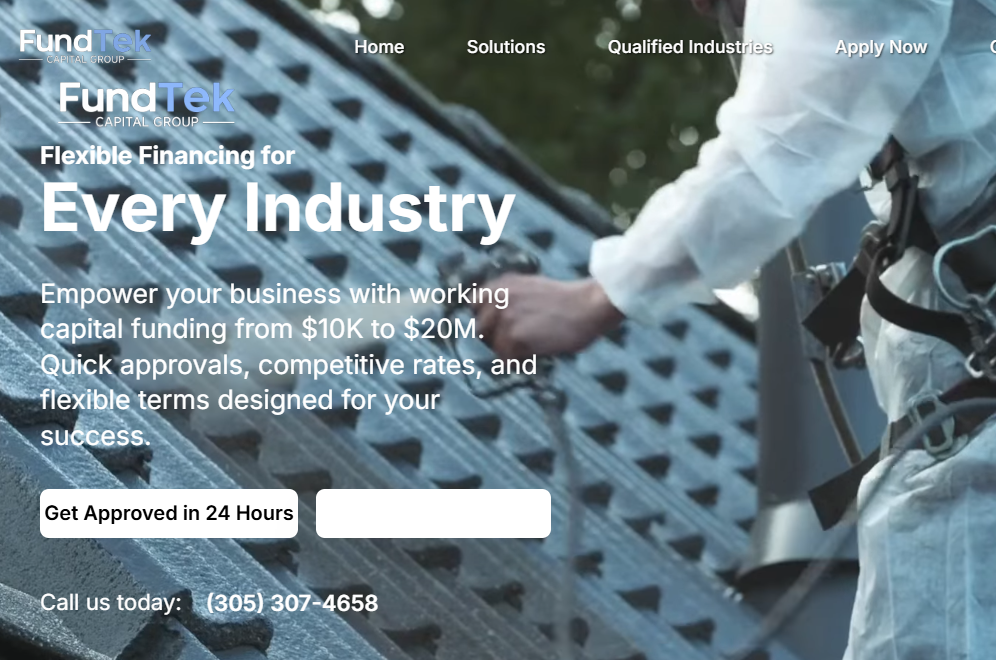 FundTek
CAPITAL GROUP
Home Solutions Qualified Industries Apply Now
FundTek
CAPITAL GROUP
Flexible Financing for
Every Industry
Empower your business with working
capital funding from $10K to $20M.
Quick approvals, competitive rates, and
flexible terms designed for your
success.
Get Approved in 24 Hours
Call us today: (305) 307-4658